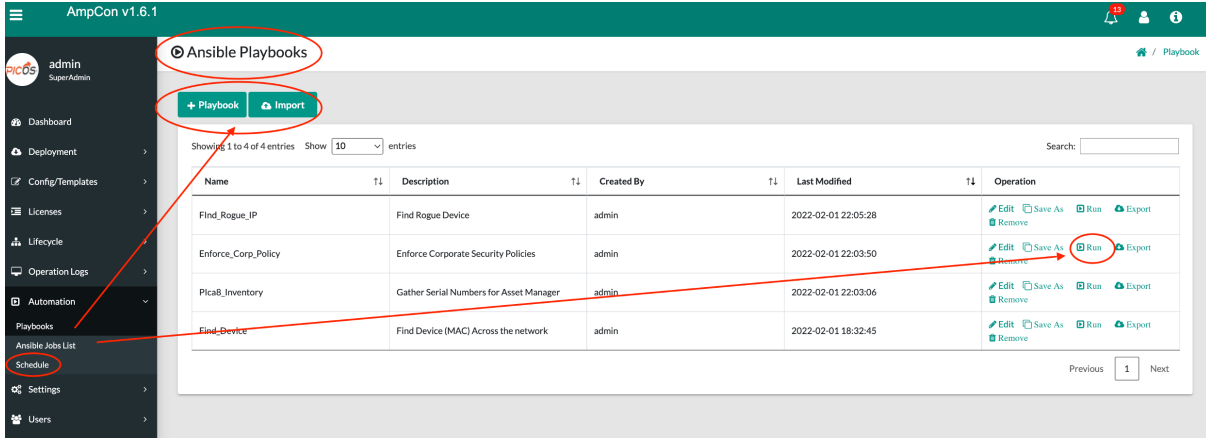 AmpCon v1.6.1
13
PICOS
admin
SuperAdmin
Dashboard
Deployment
Config/Templates
Licenses
Lifecycle
Operation Logs
Automation
Playbooks
Ansible Jobs List
Schedule
Settings
Users
Ansible Playbooks
/ Playbook
+ Playbook Import
Showing 1 to 4 of 4 entries Show 10 entries Search:
Name Description Created By Last Modified Operation
FInd_Rogue_IP Find Rogue Device admin 2022-02-01 22:05:28 Edit Save As Run Export
Remove
Enforce_Corp_Policy Enforce Corporate Security Policies admin 2022-02-01 22:03:50 Edit Save As Run Export
Remove
PIca8_Inventory Gather Serial Numbers for Asset Manager admin 2022-02-01 22:03:06 Edit Save As Run Export
Remove
Find_Device Find Device (MAC) Across the network admin 2022-02-01 18:32:45 Edit Save As Run Export
Remove
Previous 1 Next